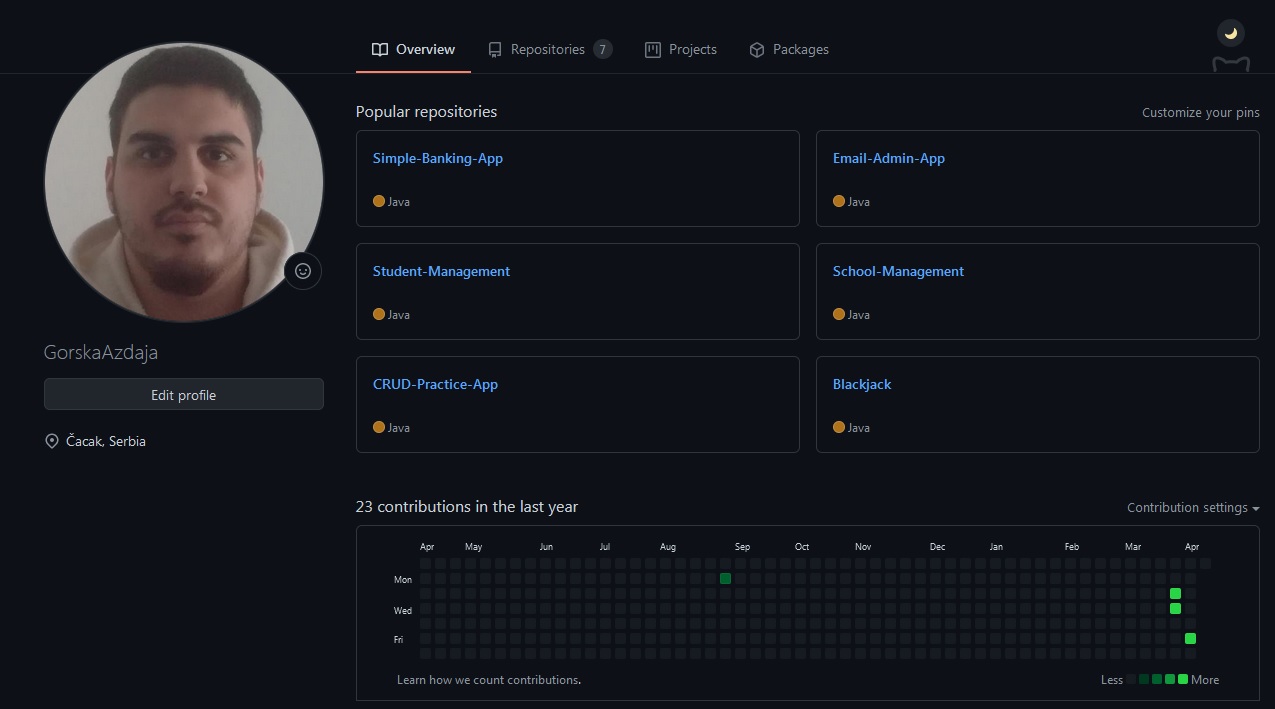 Overview
Repositories 7
Projects
Packages
GorskaAzdaja
Edit profile
Čacak, Serbia
Popular repositories
Customize your pins
Simple-Banking-App
Java
Email-Admin-App
Java
Student-Management
Java
School-Management
Java
CRUD-Practice-App
Java
Blackjack
Java
23 contributions in the last year
Contribution settings
Apr May Jun Jul Aug Sep Oct Nov Dec Jan Feb Mar Apr
Mon
Wed
Fri
Learn how we count contributions.
Less More